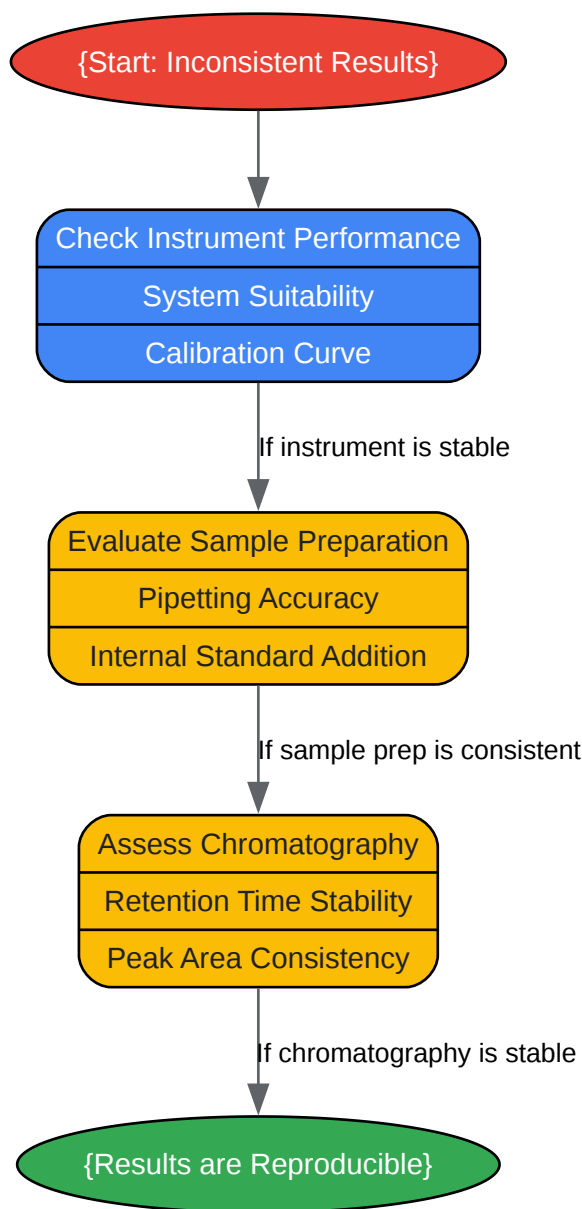 {Start: Inconsistent Results}
Check Instrument Performance
System Suitability
Calibration Curve
If instrument is stable
Evaluate Sample Preparation
Pipetting Accuracy
Internal Standard Addition
If sample prep is consistent
Assess Chromatography
Retention Time Stability
Peak Area Consistency
If chromatography is stable
{Results are Reproducible}